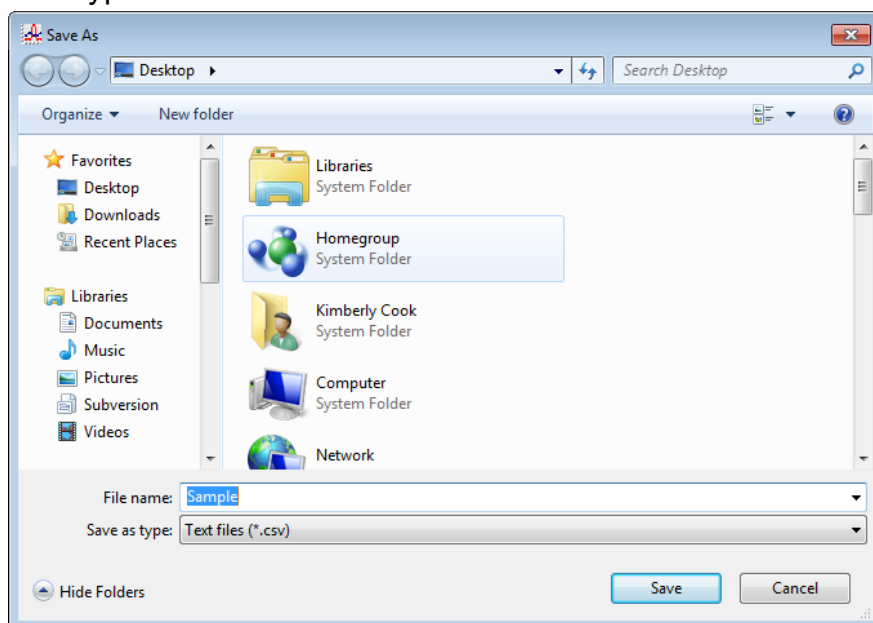 Save As
Desktop
Search Desktop
Organize
New folder
Favorites
Desktop
Downloads
Recent Places
Libraries
Documents
Music
Pictures
Subversion
Videos
Libraries
System Folder
Homegroup
System Folder
Kimberly Cook
System Folder
Computer
System Folder
Network
File name: Sample
Save as type: Text files (*.csv)
Hide Folders
Save
Cancel